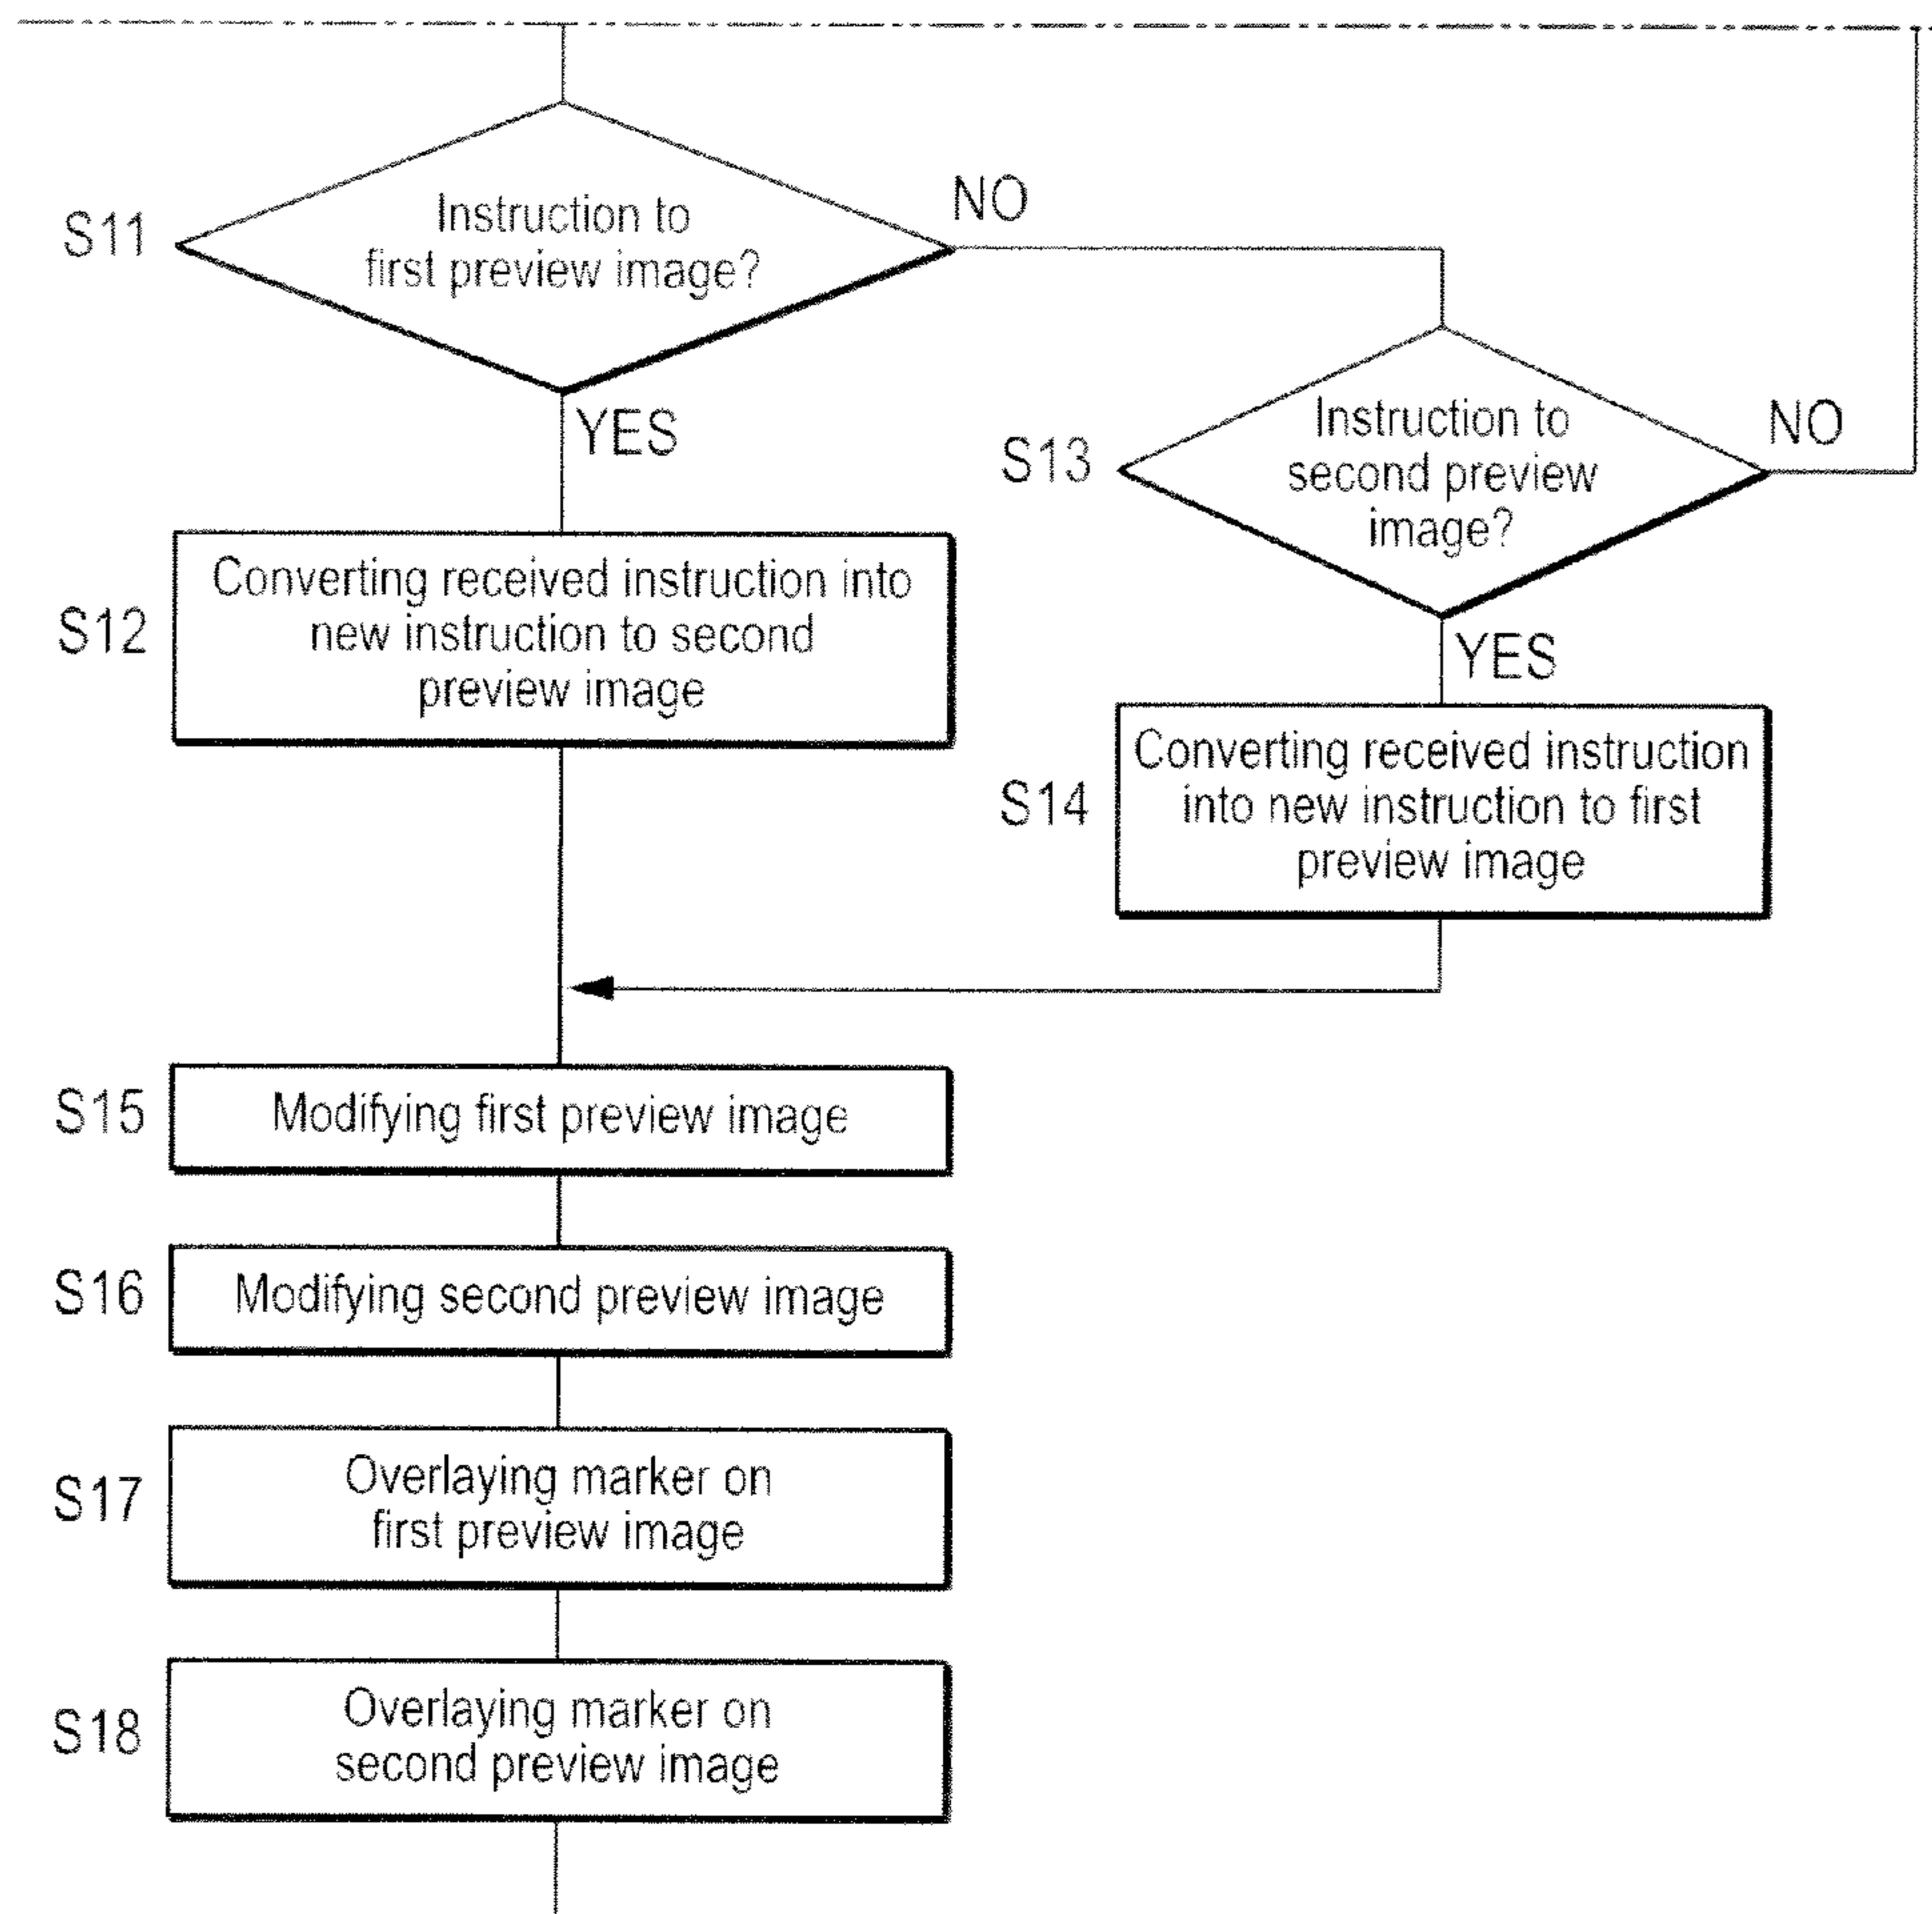 S11
Instruction to
first preview image?
NO
YES
S13
Instruction to
second preview
image?
NO
YES
S12
Converting received instruction into
new instruction to second
preview image
S14
Converting received instruction
into new instruction to first
preview image
S15
Modifying first preview image
S16
Modifying second preview image
S17
Overlaying marker on
first preview image
S18
Overlaying marker on
second preview image